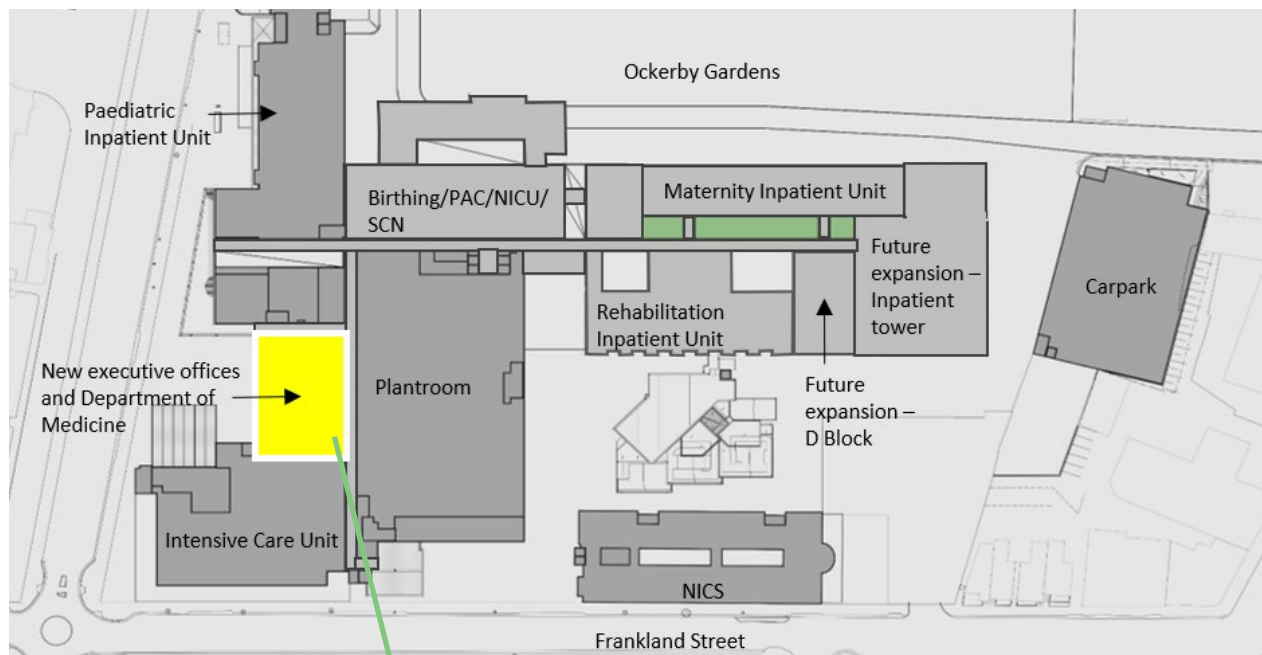 Ockerby Gardens
Paediatric
Inpatient Unit
Birthing/PAC/NICU/
SCN
Maternity Inpatient Unit
Future
expansion –
Inpatient
tower
Carpark
Rehabilitation
Inpatient Unit
New executive offices
and Department of
Medicine
Plantroom
Future
expansion –
D Block
Intensive Care Unit
NICS
Frankland Street